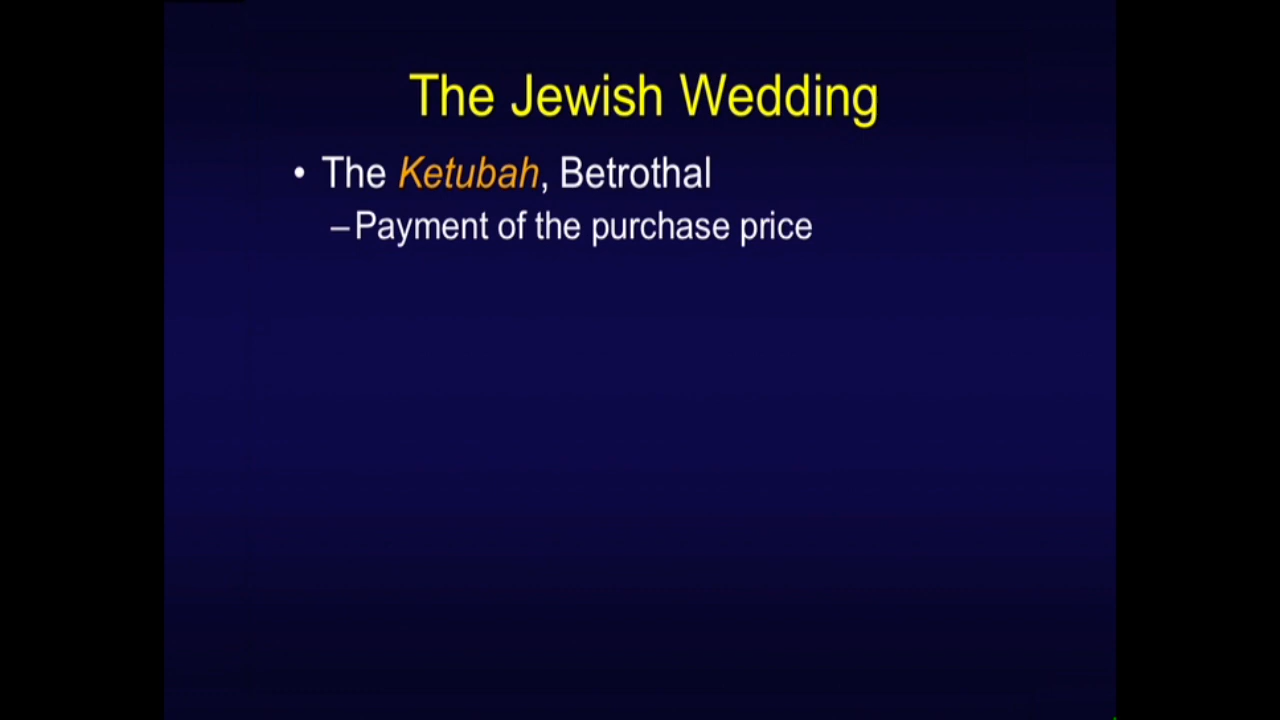 The Jewish Wedding
• The Ketubah, Betrothal
–Payment of the purchase price